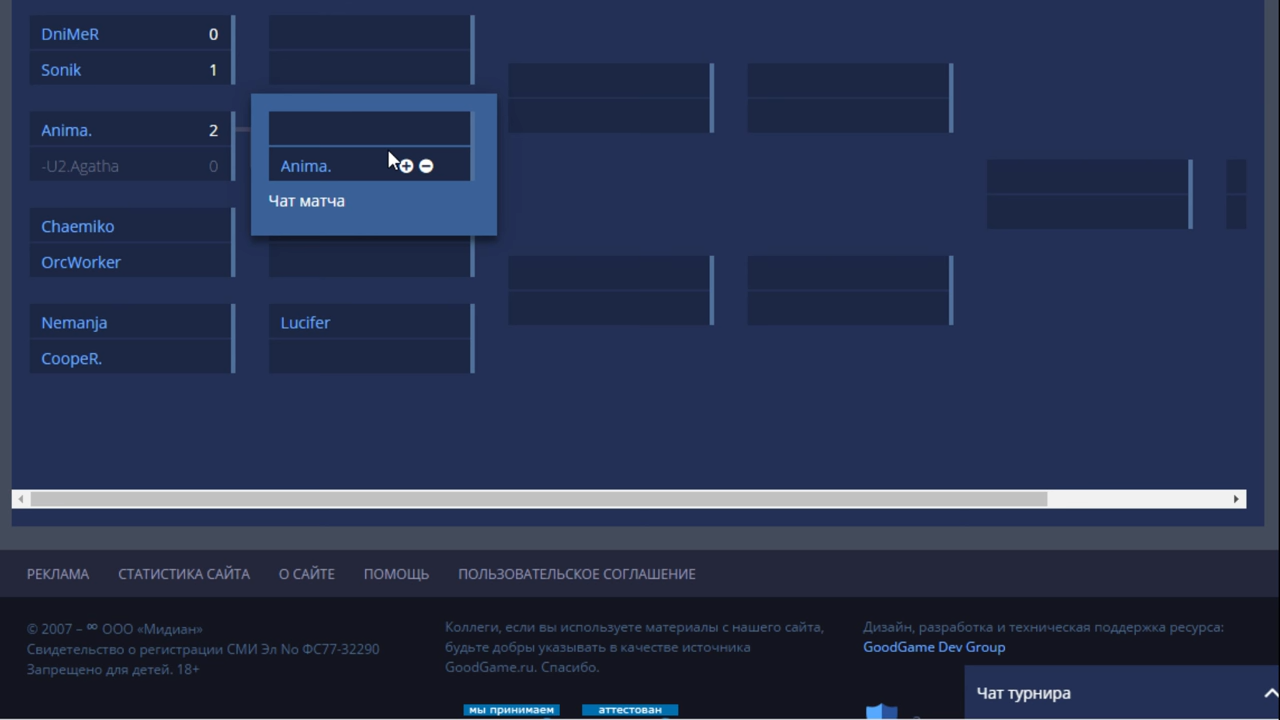 DniMeR 0
Sonik 1
Anima. 2
-U2.Agatha 0
Anima.
Чат матча
Chaemiko
OrcWorker
Nemanja
CoopeR.
Lucifer
РЕКЛАМА СТАТИСТИКА САЙТА О САЙТЕ ПОМОЩЬ ПОЛЬЗОВАТЕЛЬСКОЕ СОГЛАШЕНИЕ
© 2007 – ∞ ООО «Мидиан»
Свидетельство о регистрации СМИ Эл No ФС77-32290
Запрещено для детей. 18+
Коллеги, если вы используете материалы с нашего сайта,
будьте добры указывать в качестве источника
GoodGame.ru. Спасибо.
Дизайн, разработка и техническая поддержка ресурса:
GoodGame Dev Group
Чат турнира
мы принимаем
аттестован